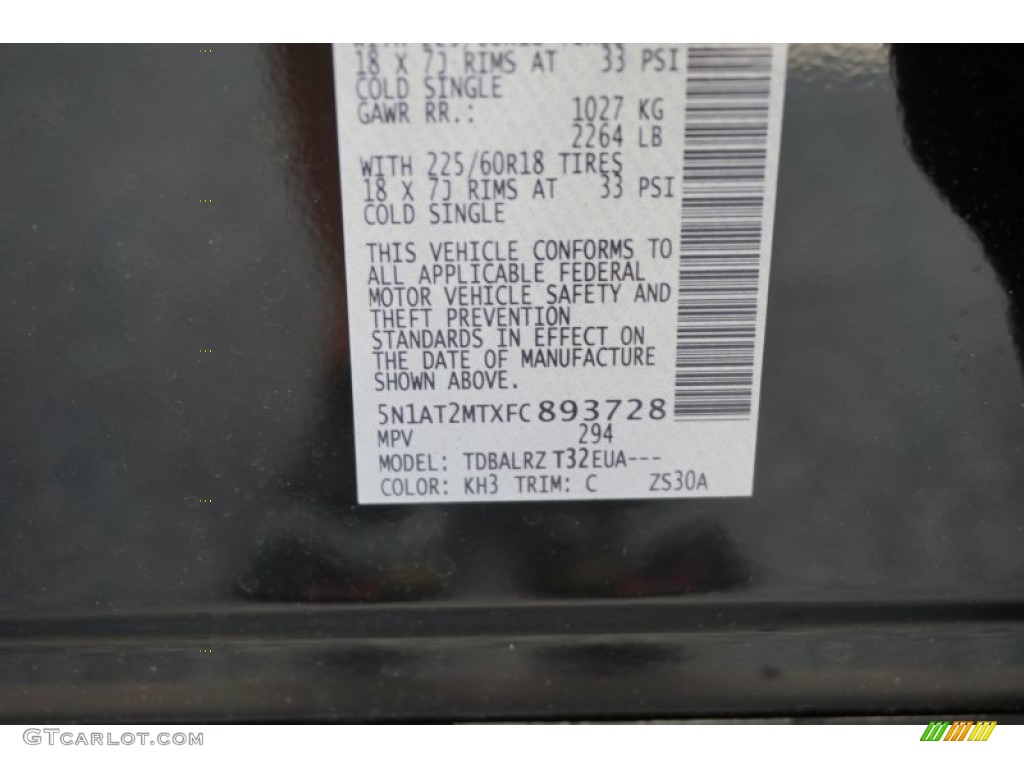 18 X 7J RIMS AT 33 PSI
COLD SINGLE
GAWR RR.: 1027 KG
2264 LB
WITH 225/60R18 TIRES
18 X 7J RIMS AT 33 PSI
COLD SINGLE
THIS VEHICLE CONFORMS TO
ALL APPLICABLE FEDERAL
MOTOR VEHICLE SAFETY AND
THEFT PREVENTION
STANDARDS IN EFFECT ON
THE DATE OF MANUFACTURE
SHOWN ABOVE.
5N1AT2MTXFC893728
MPV 294
MODEL: TDBALRZ T32EUA---
COLOR: KH3 TRIM: C ZS30A
GTCARLOT.COM